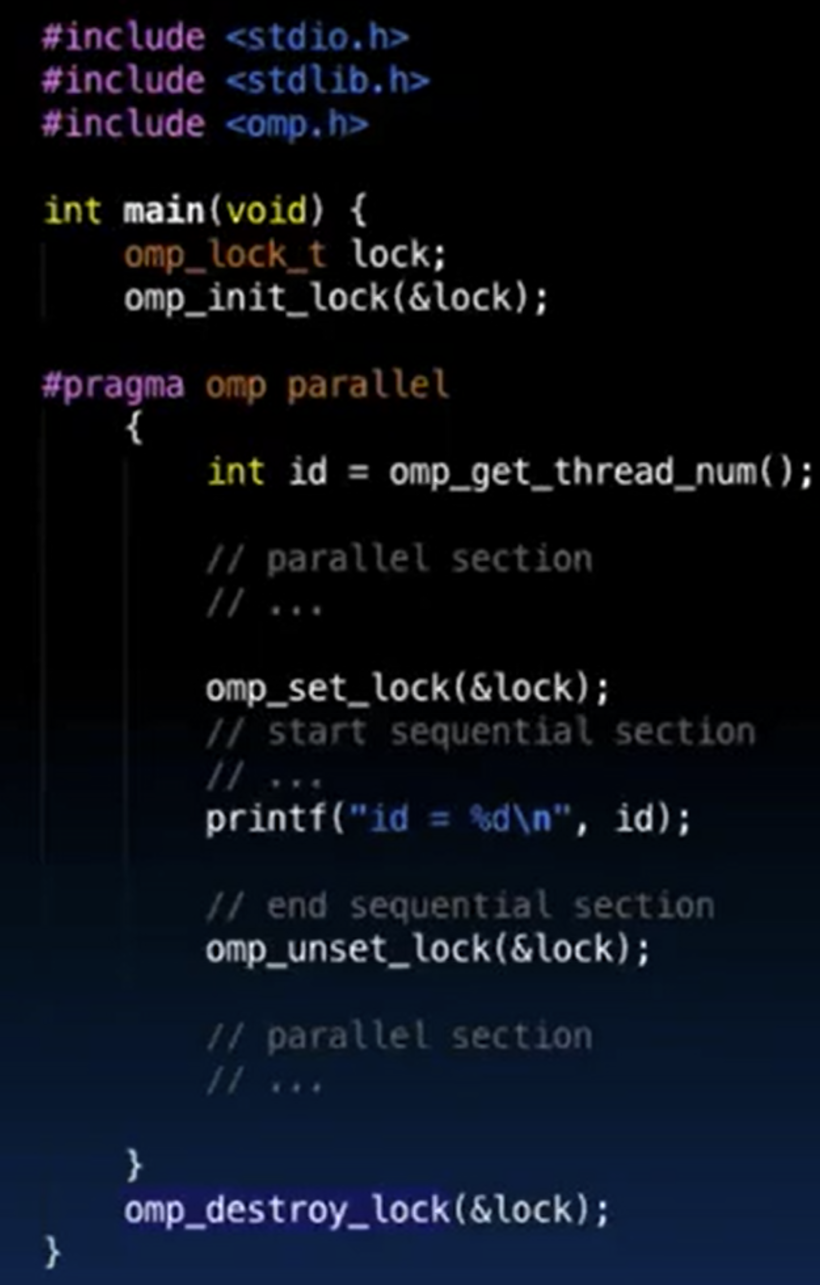 #include <stdio.h>
#include <stdlib.h>
#include <omp.h>
int main(void) {
omp_lock_t lock;
omp_init_lock(&lock);
#pragma omp parallel
{
int id = omp_get_thread_num();
// parallel section
// ...
omp_set_lock(&lock);
// start sequential section
// ...
printf("id = %d\n", id);
// end sequential section
omp_unset_lock(&lock);
// parallel section
// ...
}
omp_destroy_lock(&lock);
}